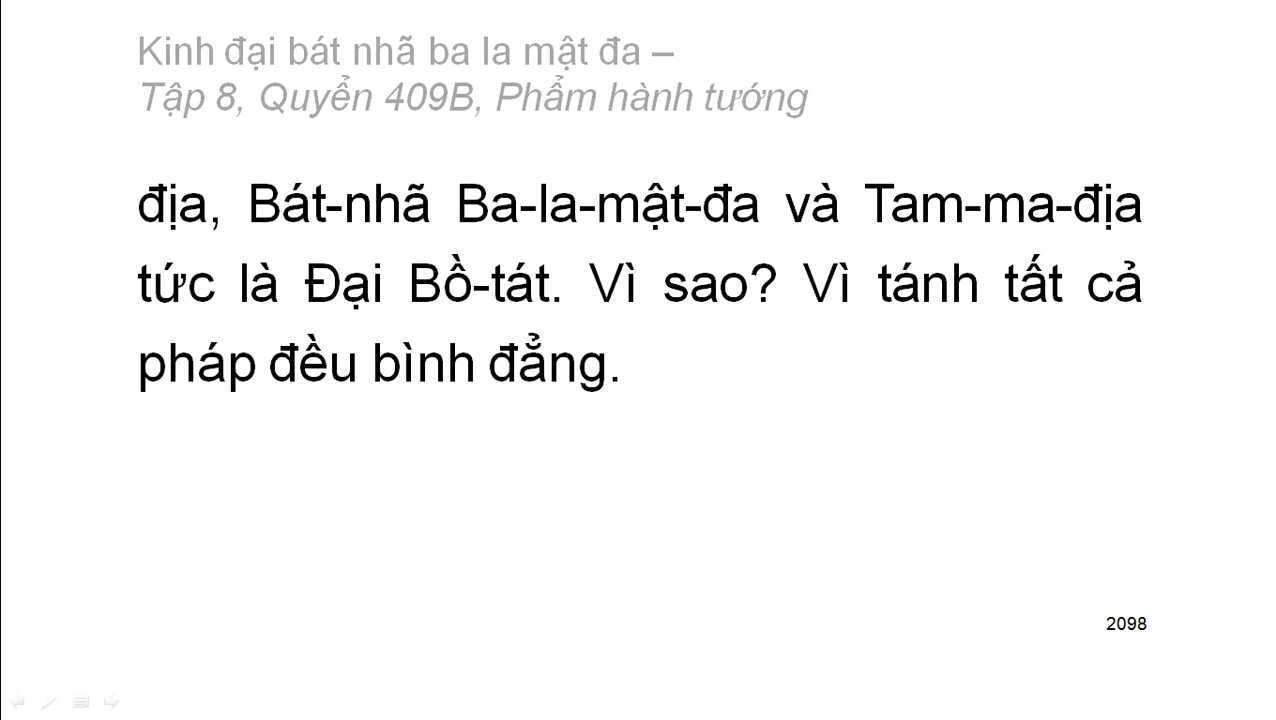 Kinh đại bát nhã ba la mật đa –
Tập 8, Quyển 409B, Phẩm hành tướng
địa, Bát-nhã Ba-la-mật-đa và Tam-ma-địa
tức là Đại Bồ-tát. Vì sao? Vì tánh tất cả
pháp đều bình đẳng.
2098